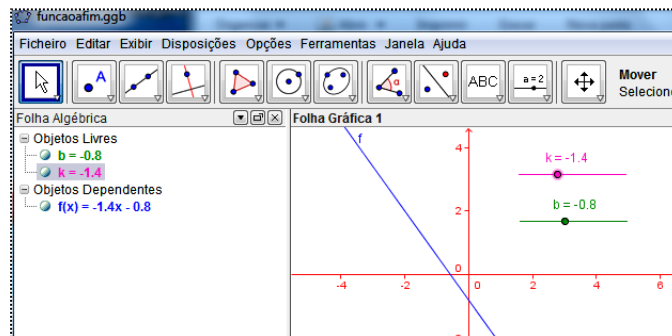 funcaoafim.ggb
Ficheiro Editar Exibir Disposições Opções Ferramentas Janela Ajuda
A
α
ABC
a = 2
Mover
Selecione
Folha Algébrica
Folha Gráfica 1
Objetos Livres
b = -0.8
k = -1.4
Objetos Dependentes
f(x) = -1.4x - 0.8
f
k = -1.4
b = -0.8
4
2
0
-4 -2 0 2 4 6